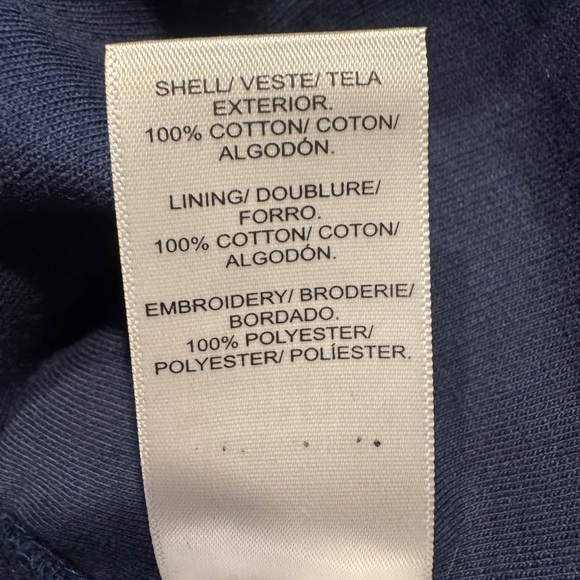 SHELL/ VESTE/ TELA
EXTERIOR.
100% COTTON/ COTON/
ALGODÓN.
LINING/ DOUBLURE/
FORRO.
100% COTTON/ COTON/
ALGODÓN.
EMBROIDERY/ BRODERIE/
BORDADO.
100% POLYESTER/
POLYESTER/ POLÍESTER.